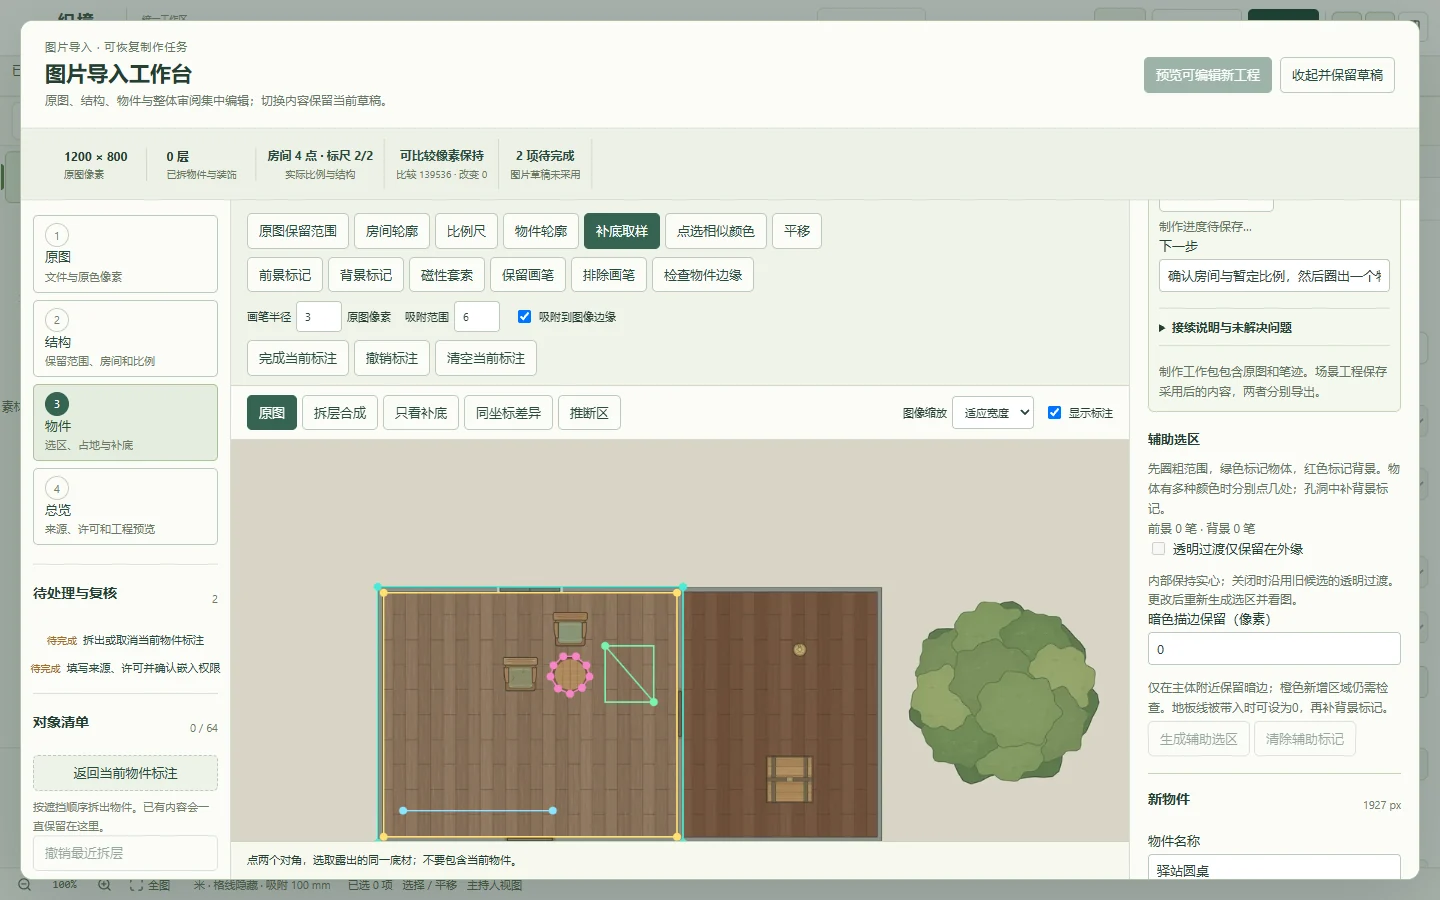 图片导入 · 可恢复制作任务
图片导入工作台
原图、结构、物件与整体审阅集中编辑；切换内容保留当前草稿。
预览可编辑新工程
收起并保留草稿
1200 × 800
原图像素
0 层
已拆物件与装饰
房间 4 点 · 标尺 2/2
实际比例与结构
可比较像素保持
比较 139536 · 改变 0
2 项待完成
图片草稿未采用
1
原图
文件与原色像素
2
结构
保留范围、房间和比例
3
物件
选区、占地与补底
4
总览
来源、许可和工程预览
待处理与复核
2
待完成 拆出或取消当前物件标注
待完成 填写来源、许可并确认嵌入权限
对象清单
0 / 64
返回当前物件标注
按遮挡顺序拆出物件。已有内容会一
直保留在这里。
撤销最近拆层
原图保留范围 房间轮廓 比例尺 物件轮廓 补底取样 点选相似颜色 平移
前景标记 背景标记 磁性套索 保留画笔 排除画笔 检查物件边缘
画笔半径 3 原图像素 吸附范围 6 吸附到图像边缘
完成当前标注 撤销标注 清空当前标注
原图 拆层合成 只看补底 同坐标差异 推断区
图像缩放 适应宽度 显示标注
点两个对角，选取露出的同一底材；不要包含当前物件。
制作进度待保存...
下一步
确认房间与暂定比例，然后圈出一个
接续说明与未解决问题
制作工作包包含原图和笔迹。场景工程保存
采用后的内容，两者分别导出。
辅助选区
先圈粗范围，绿色标记物体，红色标记背景。物
体有多种颜色时分别点几处；孔洞中补背景标
记。
前景 0 笔 · 背景 0 笔
透明过渡仅保留在外缘
内部保持实心；关闭时沿用旧候选的透明过渡。
更改后重新生成选区并看图。
暗色描边保留（像素）
0
仅在主体附近保留暗边；橙色新增区域仍需检
查。地板线被带入时可设为0，再补背景标记。
生成辅助选区 清除辅助标记
新物件
1927 px
物件名称
驿站圆桌
100%
全图
米 · 格线隐藏 · 吸附 100 mm
已选 0 项
选择 / 平移
主持人视图